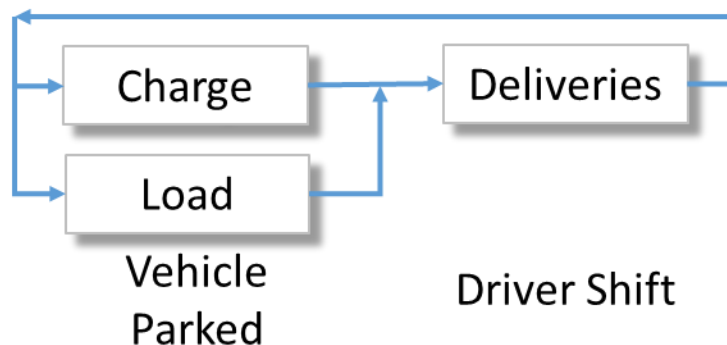 Charge
Deliveries
Load
Vehicle
Parked
Driver Shift